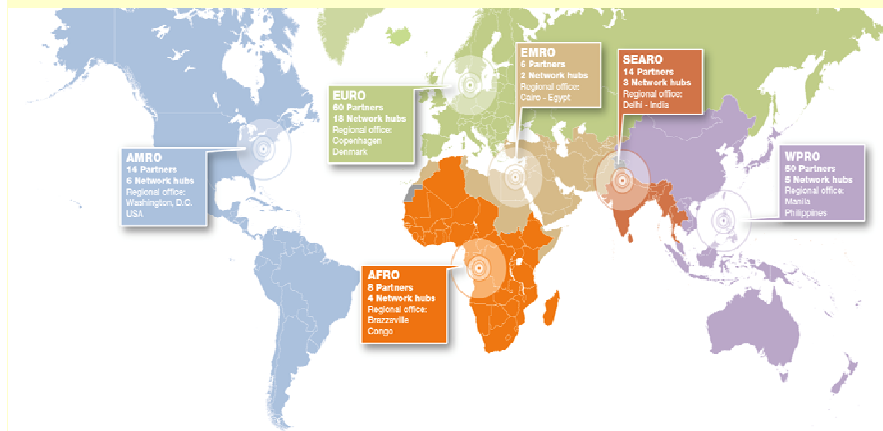 EMRO
6 Partners
2 Network hubs
Regional office:
Cairo - Egypt
SEARO
14 Partners
3 Network hubs
Regional office:
Delhi - India
EURO
60 Partners
18 Network hubs
Regional office:
Copenhagen
Denmark
AMRO
14 Partners
6 Network hubs
Regional office:
Washington, D.C.
USA
WPRO
50 Partners
5 Network hubs
Regional office:
Manila
Philippines
AFRO
8 Partners
4 Network hubs
Regional office:
Brazzaville
Congo